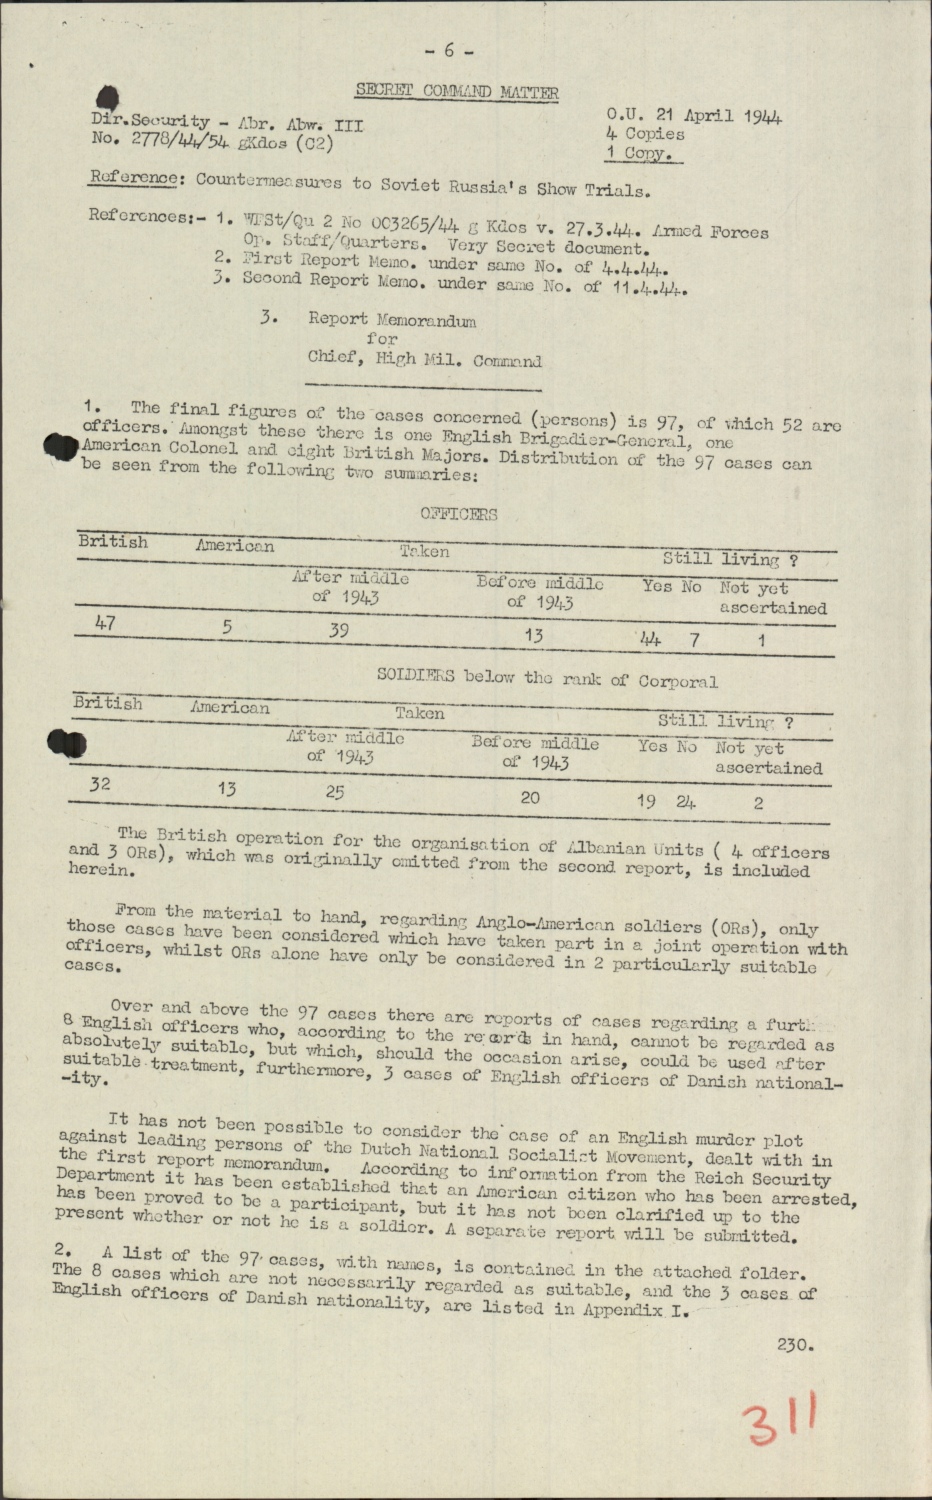 - 6 -
SECRET COMMAND MATTER
Dir.Security - Abr. Abw. III
No. 2778/44/54 gKdos (C2)
O.U. 21 April 1944
4 Copies
1 Copy.
Reference: Countermeasures to Soviet Russia's Show Trials.
References:- 1. WFSt/Qu 2 No 003265/44 g Kdos v. 27.3.44. Armed Forces
Op. Staff/Quarters. Very Secret document.
2. First Report Memo. under same No. of 4.4.44.
3. Second Report Memo. under same No. of 11.4.44.
3. Report Memorandum
for
Chief, High Mil. Command
1. The final figures of the cases concerned (persons) is 97, of which 52 are
officers. Amongst these there is one English Brigadier-General, one
American Colonel and eight British Majors. Distribution of the 97 cases can
be seen from the following two summaries:
OFFICERS
British American Taken Still living ?
After middle Before middle Yes No Not yet
of 1943 of 1943 ascertained
47 5 39 13 44 7 1
SOLDIERS below the rank of Corporal
British American Taken Still living ?
After middle Before middle Yes No Not yet
of 1943 of 1943 ascertained
32 13 25 20 19 24 2
The British operation for the organisation of Albanian Units ( 4 officers
and 3 ORs), which was originally omitted from the second report, is included
herein.
From the material to hand, regarding Anglo-American soldiers (ORs), only
those cases have been considered which have taken part in a joint operation with
officers, whilst ORs alone have only be considered in 2 particularly suitable
cases.
Over and above the 97 cases there are reports of cases regarding a furth
8 English officers who, according to the records in hand, cannot be regarded as
absolutely suitable, but which, should the occasion arise, could be used after
suitable treatment, furthermore, 3 cases of English officers of Danish national-
-ity.
It has not been possible to consider the case of an English murder plot
against leading persons of the Dutch National Socialist Movement, dealt with in
the first report memorandum. According to information from the Reich Security
Department it has been established that an American citizen who has been arrested,
has been proved to be a participant, but it has not been clarified up to the
present whether or not he is a soldier. A separate report will be submitted.
2. A list of the 97 cases, with names, is contained in the attached folder.
The 8 cases which are not necessarily regarded as suitable, and the 3 cases of
English officers of Danish nationality, are listed in Appendix I.
230.
311